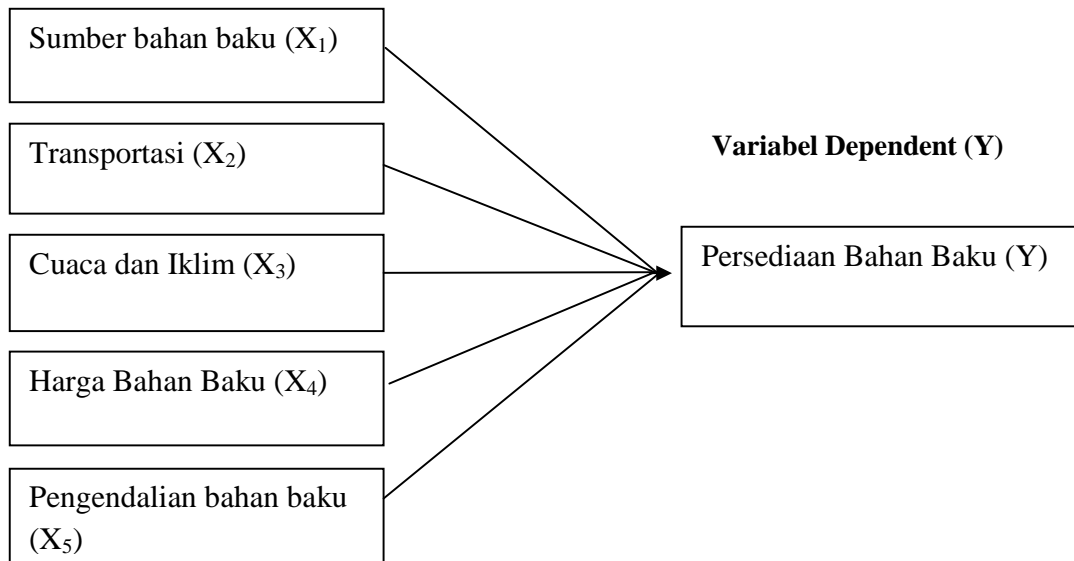 Sumber bahan baku (X₁)
Transportasi (X₂)
Cuaca dan Iklim (X₃)
Harga Bahan Baku (X₄)
Pengendalian bahan baku
(X₅)
Variabel Dependent (Y)
Persediaan Bahan Baku (Y)